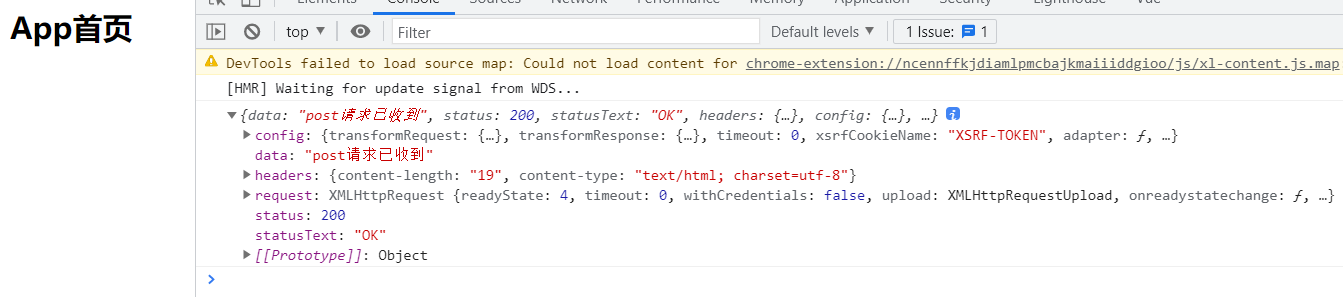 App首页
Elements Console Sources Network Performance Memory Application Security Lighthouse Vue
top ▼ Filter Default levels ▼ 1 Issue: 1
DevTools failed to load source map: Could not load content for chrome-extension://ncennffkjdiamlpmcbajkmaiiiddgioo/js/xl-content.js.map
[HMR] Waiting for update signal from WDS...
▼{data: "post请求已收到", status: 200, statusText: "OK", headers: {…}, config: {…}, …} i
▶config: {transformRequest: {…}, transformResponse: {…}, timeout: 0, xsrfCookieName: "XSRF-TOKEN", adapter: ƒ, …}
data: "post请求已收到"
▶headers: {content-length: "19", content-type: "text/html; charset=utf-8"}
▶request: XMLHttpRequest {readyState: 4, timeout: 0, withCredentials: false, upload: XMLHttpRequestUpload, onreadystatechange: ƒ, …}
status: 200
statusText: "OK"
▶[[Prototype]]: Object